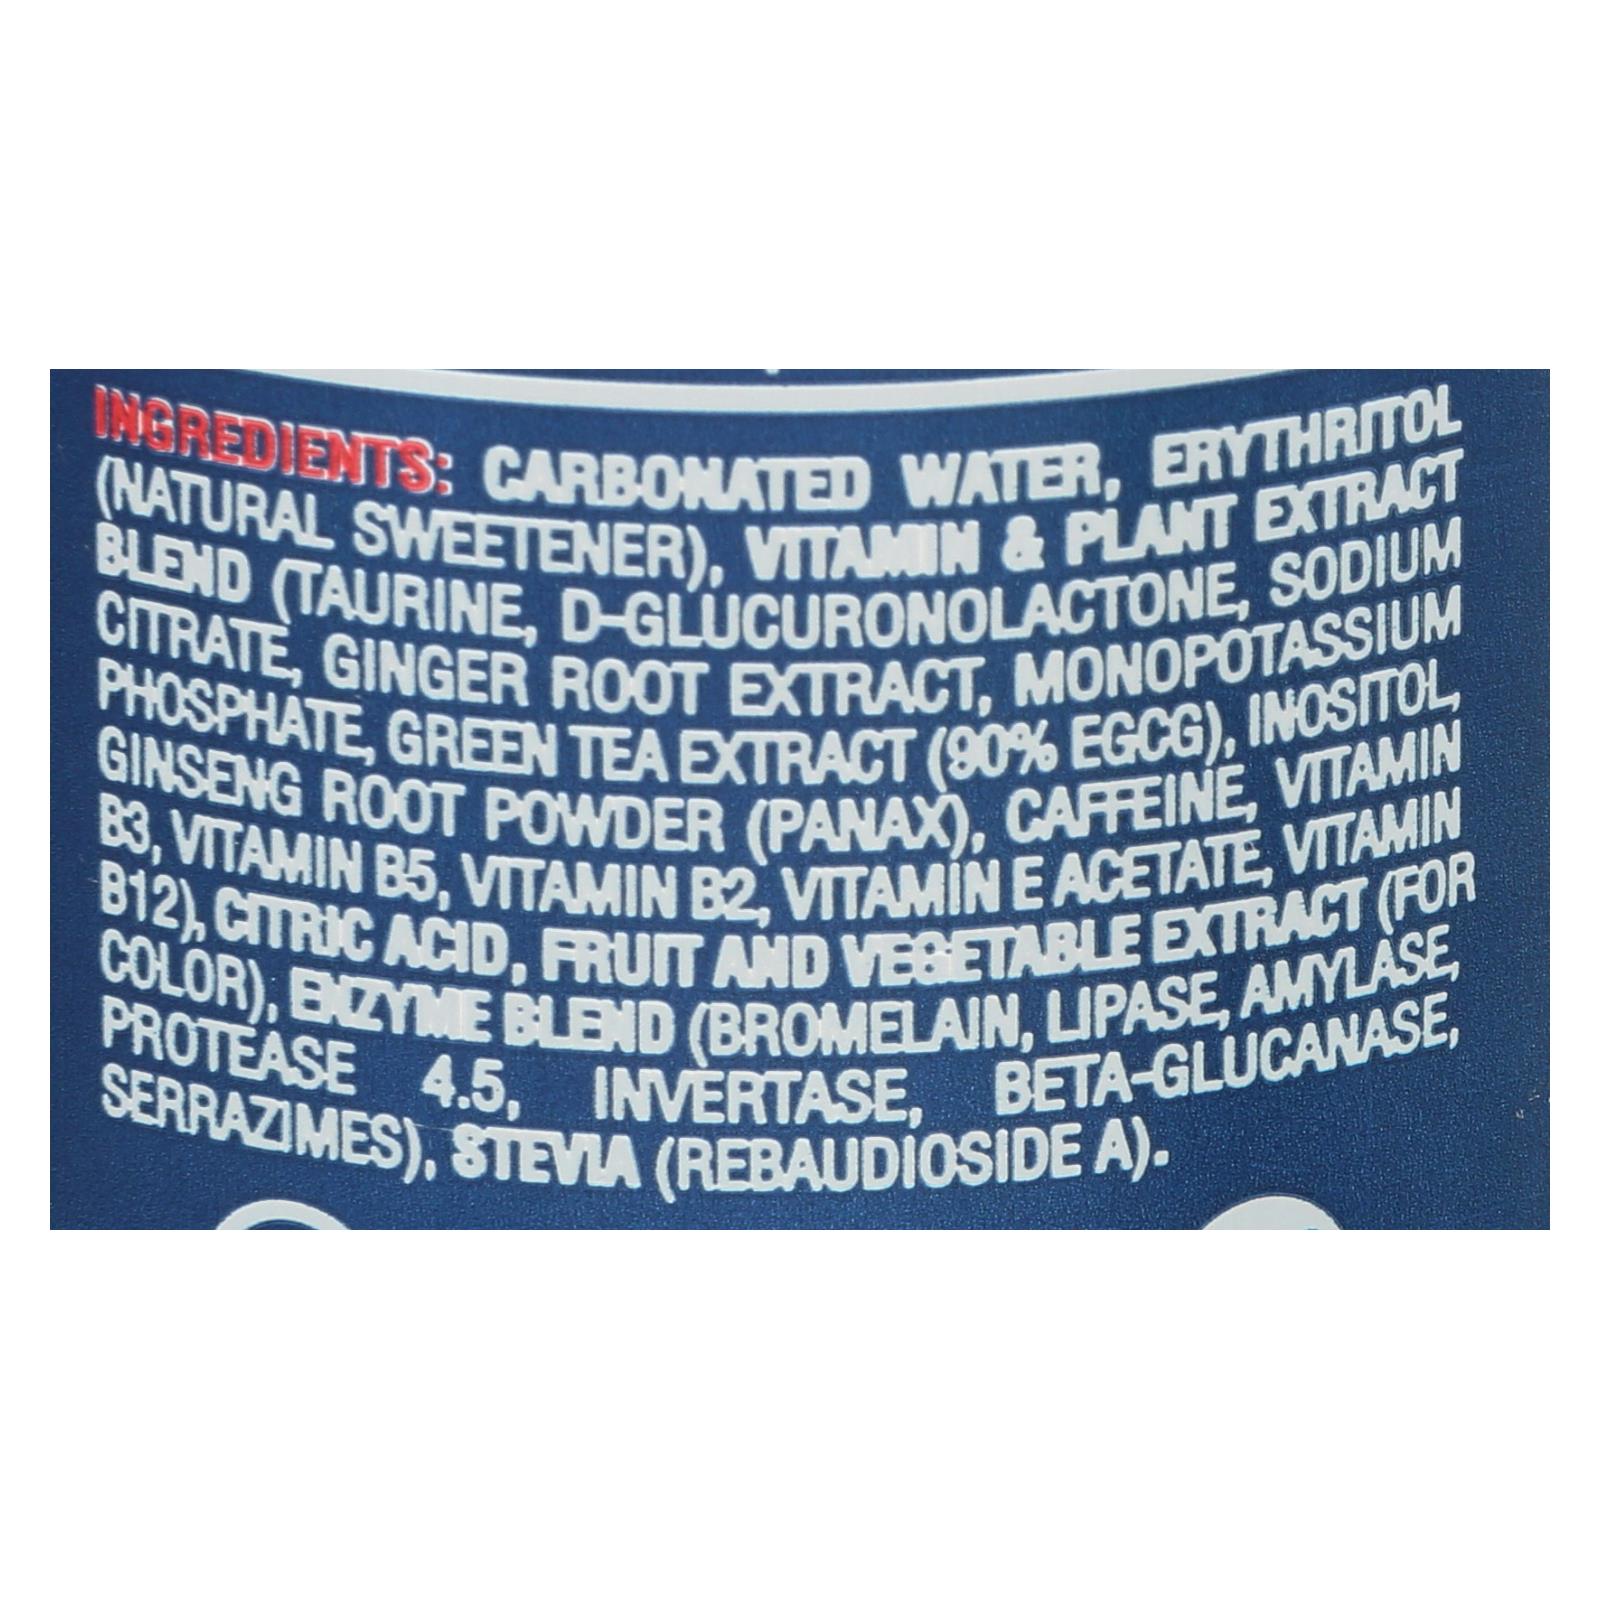 INGREDIENTS: CARBONATED WATER, ERYTHRITOL
(NATURAL SWEETENER), VITAMIN & PLANT EXTRACT
BLEND (TAURINE, D-GLUCURONOLACTONE, SODIUM
CITRATE, GINGER ROOT EXTRACT, MONOPOTASSIUM
PHOSPHATE, GREEN TEA EXTRACT (90% EGCG), INOSITOL,
GINSENG ROOT POWDER (PANAX), CAFFEINE, VITAMIN
B3, VITAMIN B5, VITAMIN B2, VITAMIN E ACETATE, VITAMIN
B12), CITRIC ACID, FRUIT AND VEGETABLE EXTRACT (FOR
COLOR), ENZYME BLEND (BROMELAIN, LIPASE, AMYLASE,
PROTEASE 4.5, INVERTASE, BETA-GLUCANASE,
SERRAZIMES), STEVIA (REBAUDIOSIDE A).